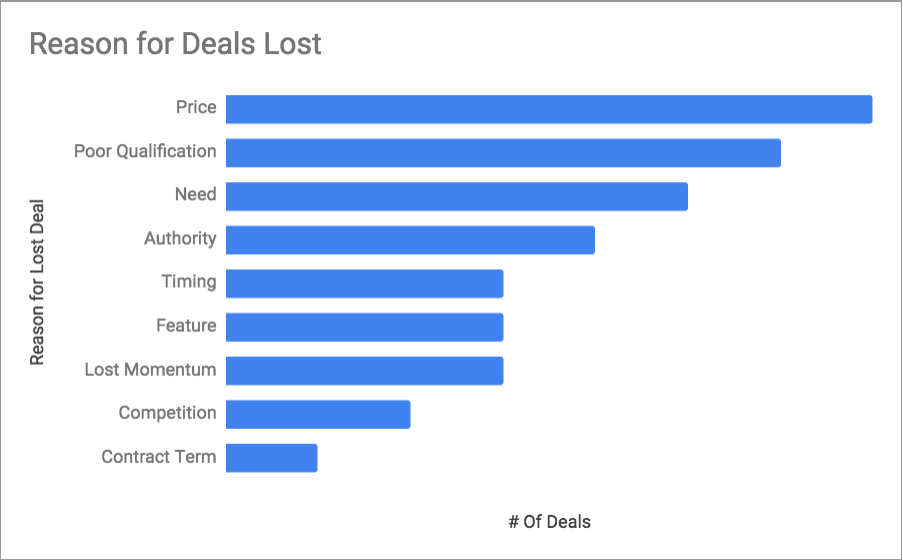 Reason for Deals Lost
Reason for Lost Deal
Price
Poor Qualification
Need
Authority
Timing
Feature
Lost Momentum
Competition
Contract Term
# Of Deals